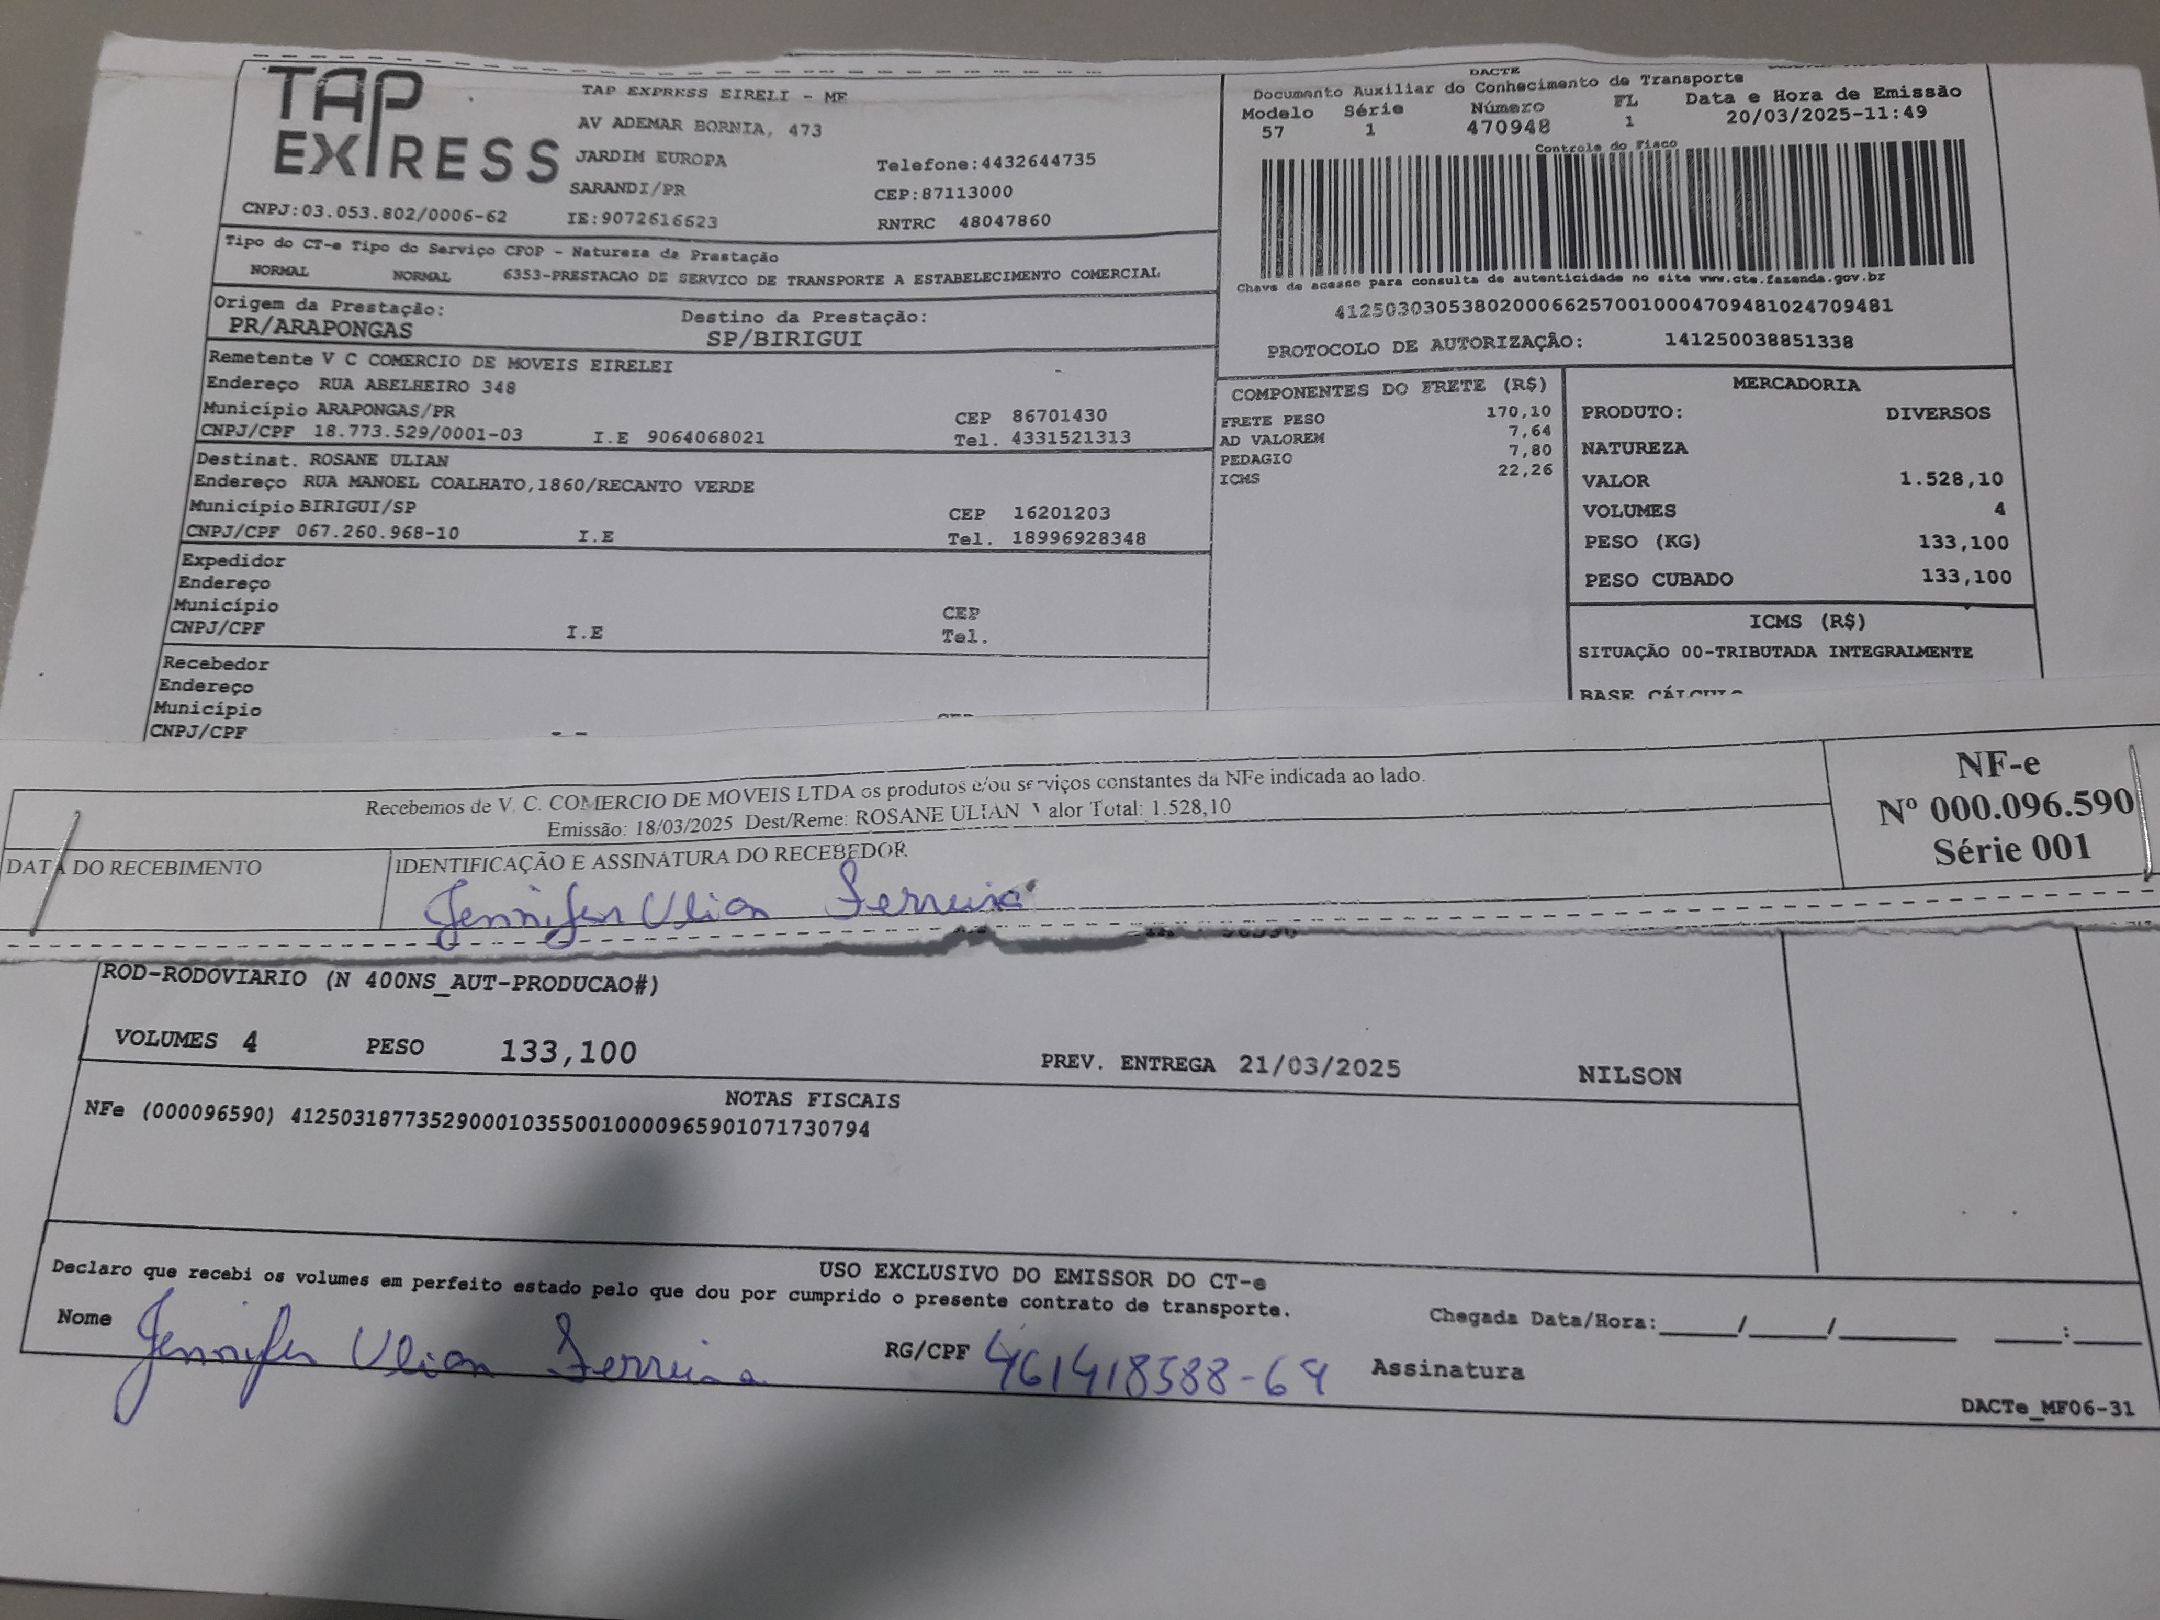 TAP EXPRESS
TAP EXPRESS EIRELI - ME
AV ADEMAR BORNIA, 473
JARDIM EUROPA
Telefone:4432644735
SARANDI/PR
CEP:87113000
CNPJ:03.053.802/0006-62 IE:9072616623 RNTRC 48047860
Tipo do CT-e Tipo do Serviço CFOP - Natureza da Prestação
NORMAL NORMAL 6353-PRESTACAO DE SERVICO DE TRANSPORTE A ESTABELECIMENTO COMERCIAL
Origem da Prestação: Destino da Prestação:
PR/ARAPONGAS SP/BIRIGUI
Remetente V C COMERCIO DE MOVEIS EIRELEI
Endereço RUA ABELHEIRO 348
Município ARAPONGAS/PR CEP 86701430
CNPJ/CPF 18.773.529/0001-03 I.E 9064068021 Tel. 4331521313
Destinat. ROSANE ULIAN
Endereço RUA MANOEL COALHATO,1860/RECANTO VERDE
Município BIRIGUI/SP CEP 16201203
CNPJ/CPF 067.260.968-10 I.E Tel. 18996928348
Expedidor
Endereço
Município CEP
CNPJ/CPF I.E Tel.
Recebedor
Endereço
Município
CNPJ/CPF
DACTE
Documento Auxiliar do Conhecimento de Transporte
Modelo Série Número FL Data e Hora de Emissão
57 1 470948 1 20/03/2025-11:49
Controle do Fisco
Chave de acesso para consulta de autenticidade no site www.cte.fazenda.gov.br
41250303053802000662570010004709481024709481
PROTOCOLO DE AUTORIZAÇÃO: 141250038851338
COMPONENTES DO FRETE (R$)
FRETE PESO 170,10
AD VALOREM 7,64
PEDAGIO 7,80
ICMS 22,26
MERCADORIA
PRODUTO: DIVERSOS
NATUREZA
VALOR 1.528,10
VOLUMES 4
PESO (KG) 133,100
PESO CUBADO 133,100
ICMS (R$)
SITUAÇÃO 00-TRIBUTADA INTEGRALMENTE
BASE CÁLCULO
Recebemos de V. C. COMERCIO DE MOVEIS LTDA os produtos e/ou serviços constantes da NFe indicada ao lado.
Emissão: 18/03/2025 Dest/Reme: ROSANE ULIAN Valor Total: 1.528,10
NF-e
Nº 000.096.590
Série 001
DATA DO RECEBIMENTO IDENTIFICAÇÃO E ASSINATURA DO RECEBEDOR
Jennifer Ulian Ferreira
ROD-RODOVIARIO (N 400NS_AUT-PRODUCAO#)
VOLUMES 4 PESO 133,100 PREV. ENTREGA 21/03/2025 NILSON
NOTAS FISCAIS
NFe (000096590) 41250318773529000103550010000965901071730794
USO EXCLUSIVO DO EMISSOR DO CT-e
Declaro que recebi os volumes em perfeito estado pelo que dou por cumprido o presente contrato de transporte.
Nome Jennifer Ulian Ferreira RG/CPF 461418588-69 Assinatura
Chegada Data/Hora:_____/_____/_______ ____:____
DACTe_MF06-31